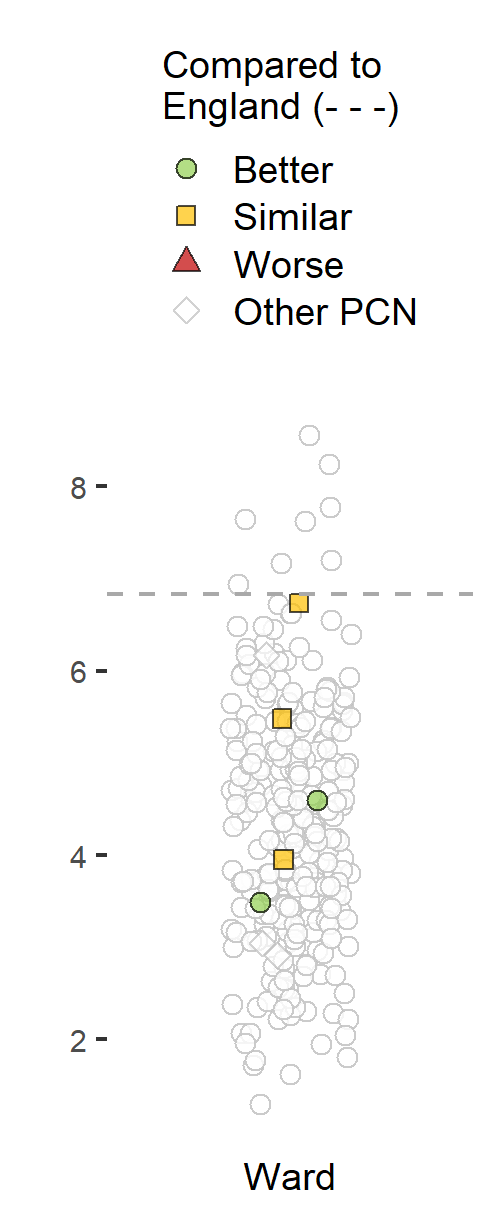 Compared to
England (- - -)
Better
Similar
Worse
Other PCN
8
6
4
2
Ward